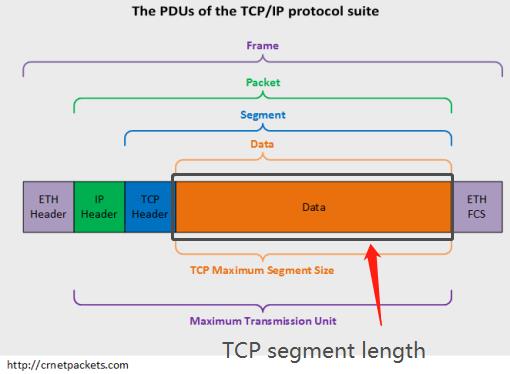 The PDUs of the TCP/IP protocol suite
Frame
Packet
Segment
Data
ETH
Header
IP
Header
TCP
Header
Data
ETH
FCS
TCP Maximum Segment Size
Maximum Transmission Unit
TCP segment length
http://crnetpackets.com